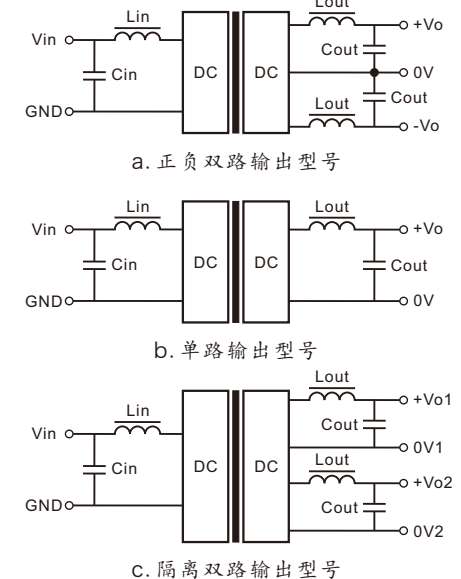 Lin
Lout
Vin
+Vo
Cin
Cout
DC
DC
0V
Cout
Lout
GND
-Vo
a. 正负双路输出型号
Lin
Lout
Vin
+Vo
Cin
DC
DC
Cout
GND
0V
b. 单路输出型号
Lin
Lout
Vin
+Vo1
Cout
0V1
Cin
DC
DC
Lout
+Vo2
GND
Cout
0V2
c. 隔离双路输出型号